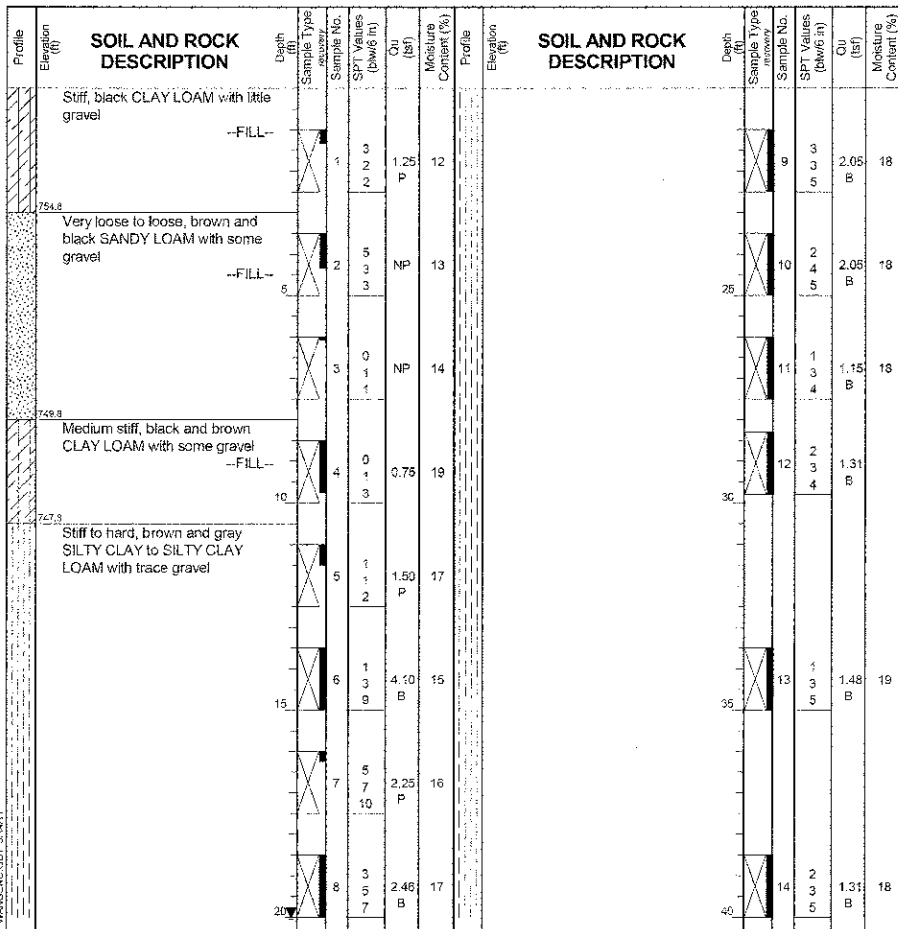 Profile
Elevation (ft)
SOIL AND ROCK DESCRIPTION
Depth (ft)
Sample Type
recovery
Sample No.
SPT Values (blw/6 in)
Qu (tsf)
Moisture Content (%)
Profile
Elevation (ft)
SOIL AND ROCK DESCRIPTION
Depth (ft)
Sample Type
recovery
Sample No.
SPT Values (blw/6 in)
Qu (tsf)
Moisture Content (%)
Stiff, black CLAY LOAM with little
gravel
--FILL--
1
3
2
2
1.25
P
12
754.8
Very loose to loose, brown and
black SANDY LOAM with some
gravel
--FILL--
5
2
5
3
3
NP
13
3
0
1
1
NP
14
749.8
Medium stiff, black and brown
CLAY LOAM with some gravel
--FILL--
10
4
0
1
3
0.75
19
747.3
Stiff to hard, brown and gray
SILTY CLAY to SILTY CLAY
LOAM with trace gravel
5
1
1
2
1.50
P
17
15
6
1
3
9
4.10
B
15
7
5
7
10
2.25
P
16
20
8
3
5
7
2.46
B
17
9
3
3
5
2.05
B
18
25
10
2
4
5
2.05
B
18
11
1
3
4
1.15
B
18
30
12
2
3
4
1.31
B
35
13
1
3
5
1.48
B
19
40
14
2
3
5
1.31
B
18